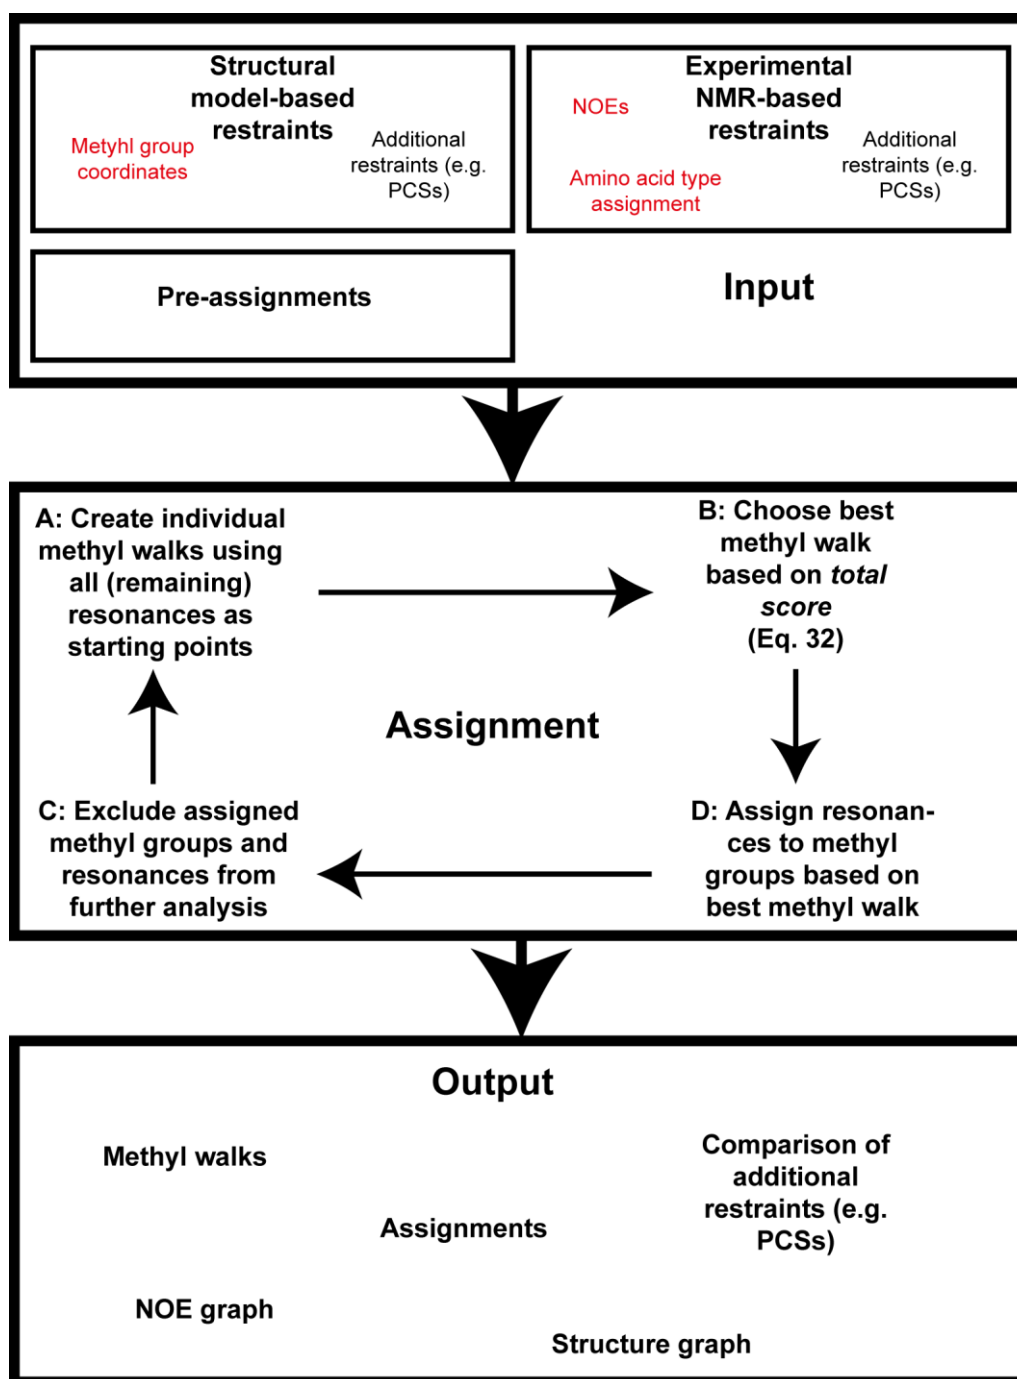 Structural
model-based
restraints
Metyhl group
coordinates
Additional
restraints (e.g.
PCSs)
Experimental
NMR-based
restraints
NOEs
Amino acid type
assignment
Additional
restraints (e.g.
PCSs)
Pre-assignments
Input
A: Create individual
methyl walks using
all (remaining)
resonances as
starting points
B: Choose best
methyl walk
based on total
score
(Eq. 32)
Assignment
C: Exclude assigned
methyl groups and
resonances from
further analysis
D: Assign resonan-
ces to methyl
groups based on
best methyl walk
Output
Methyl walks
Comparison of
additional
restraints (e.g.
PCSs)
Assignments
NOE graph
Structure graph